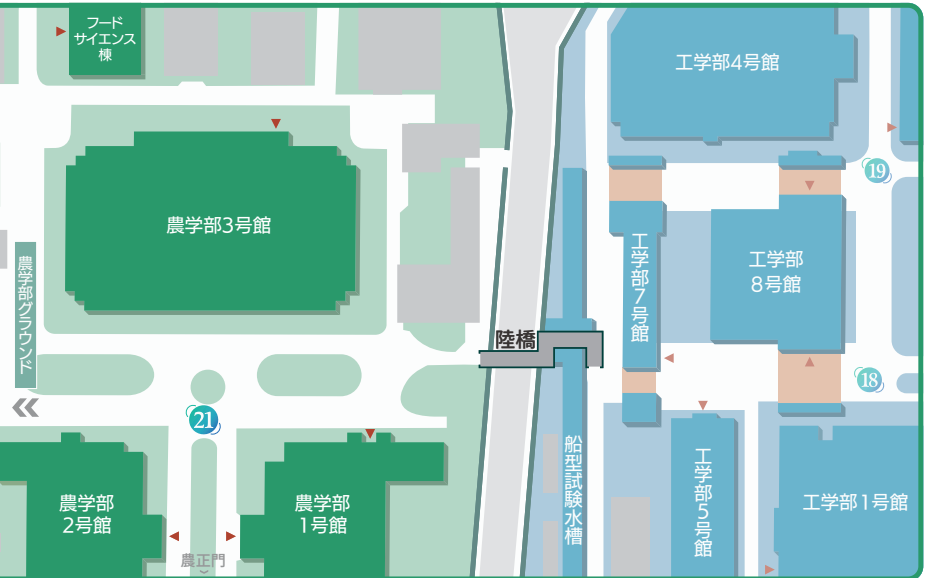 フード
サイエンス
棟
工学部4号館
19
農学部3号館
工学部7号館
工学部
8号館
農学部グラウンド
陸橋
18
21
船型試験水槽
工学部5号館
農学部
2号館
農学部
1号館
工学部1号館
農正門